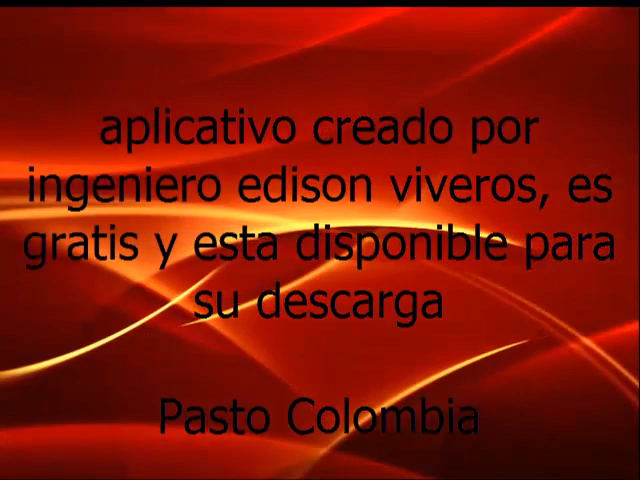 aplicativo creado por
ingeniero edison viveros, es
gratis y esta disponible para
su descarga
Pasto Colombia